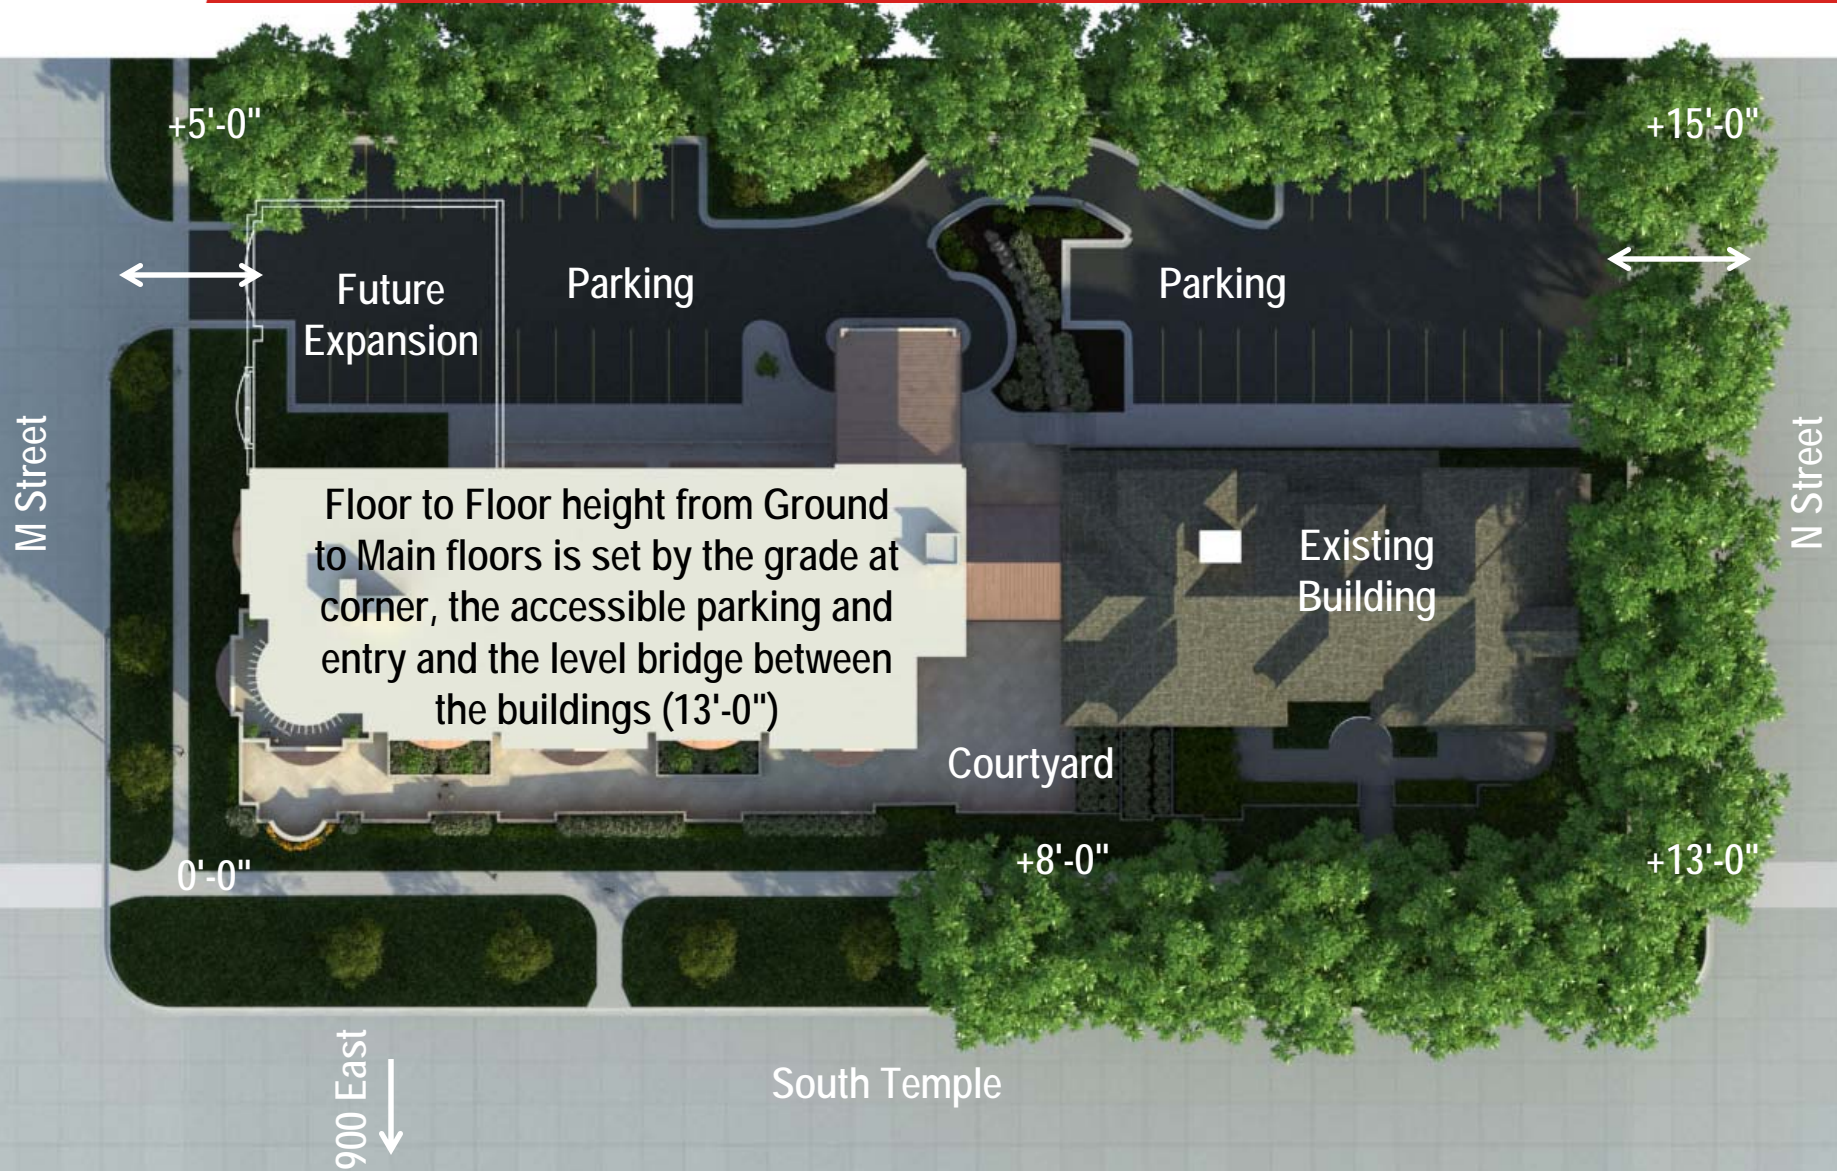 +5'-0"
+15'-0"
Future
Expansion
Parking
Parking
M Street
N Street
Floor to Floor height from Ground
to Main floors is set by the grade at
corner, the accessible parking and
entry and the level bridge between
the buildings (13'-0")
Existing
Building
Courtyard
0'-0"
+8'-0"
+13'-0"
900 East
South Temple